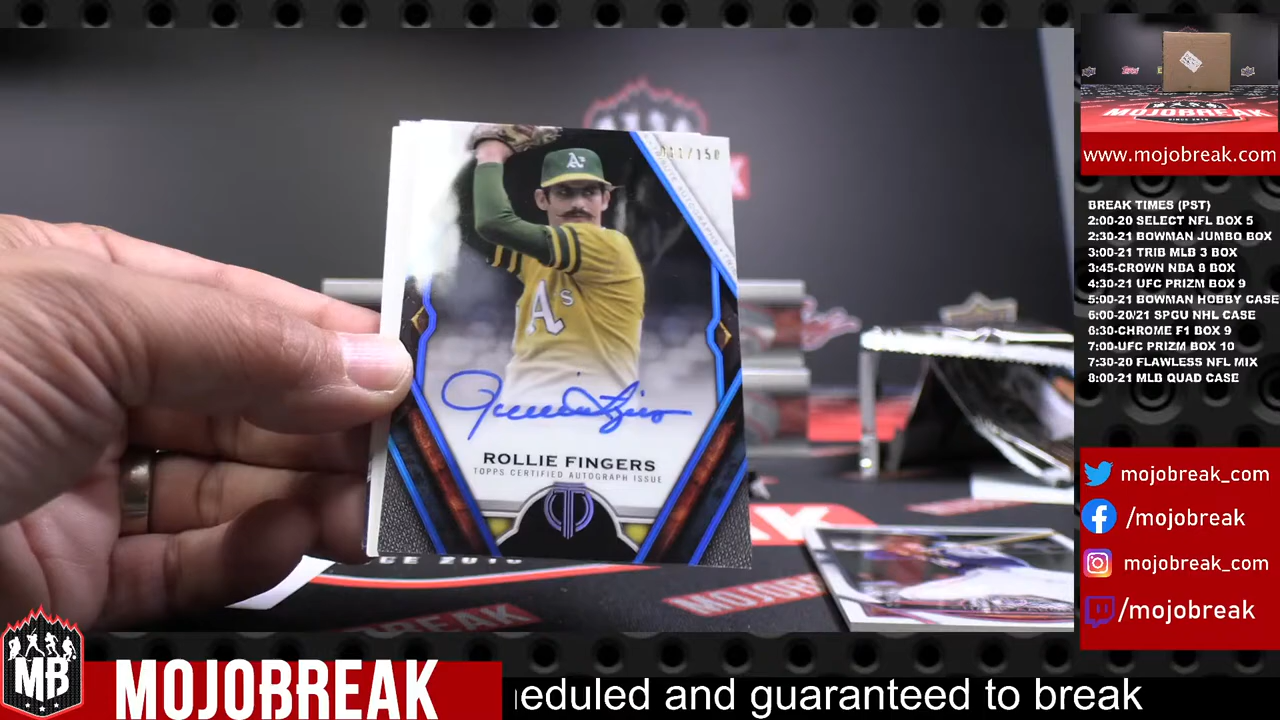 www.mojobreak.com
BREAK TIMES (PST)
2:00-20 SELECT NFL BOX 5
2:30-21 BOWMAN JUMBO BOX
3:00-21 TRIB MLB 3 BOX
3:45-CROWN NBA 8 BOX
4:30-21 UFC PRIZM BOX 9
5:00-21 BOWMAN HOBBY CASE
6:00-20/21 SPGU NHL CASE
6:30-CHROME F1 BOX 9
7:00-UFC PRIZM BOX 10
7:30-20 FLAWLESS NFL MIX
8:00-21 MLB QUAD CASE
mojobreak_com
/mojobreak
mojobreak_com
/mojobreak
MOJOBREAK
/150
A's
A's
ROLLIE FINGERS
TOPPS CERTIFIED AUTOGRAPH ISSUE
MB
MOJOBREAK
eduled and guaranteed to break